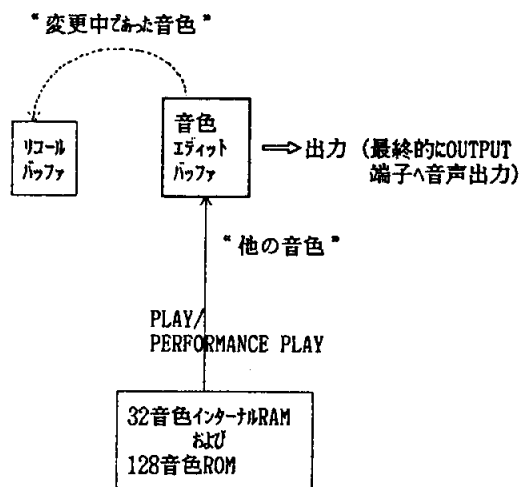 “変更中であった音色”
ﾘｺｰﾙ
ﾊﾞｯﾌｧ
音色
ｴﾃﾞｨｯﾄ
ﾊﾞｯﾌｧ
⇒出力 (最終的にOUTPUT
端子へ音声出力)
“他の音色”
PLAY/
PERFORMANCE PLAY
32音色ｲﾝﾀｰﾅﾙRAM
および
128音色ROM